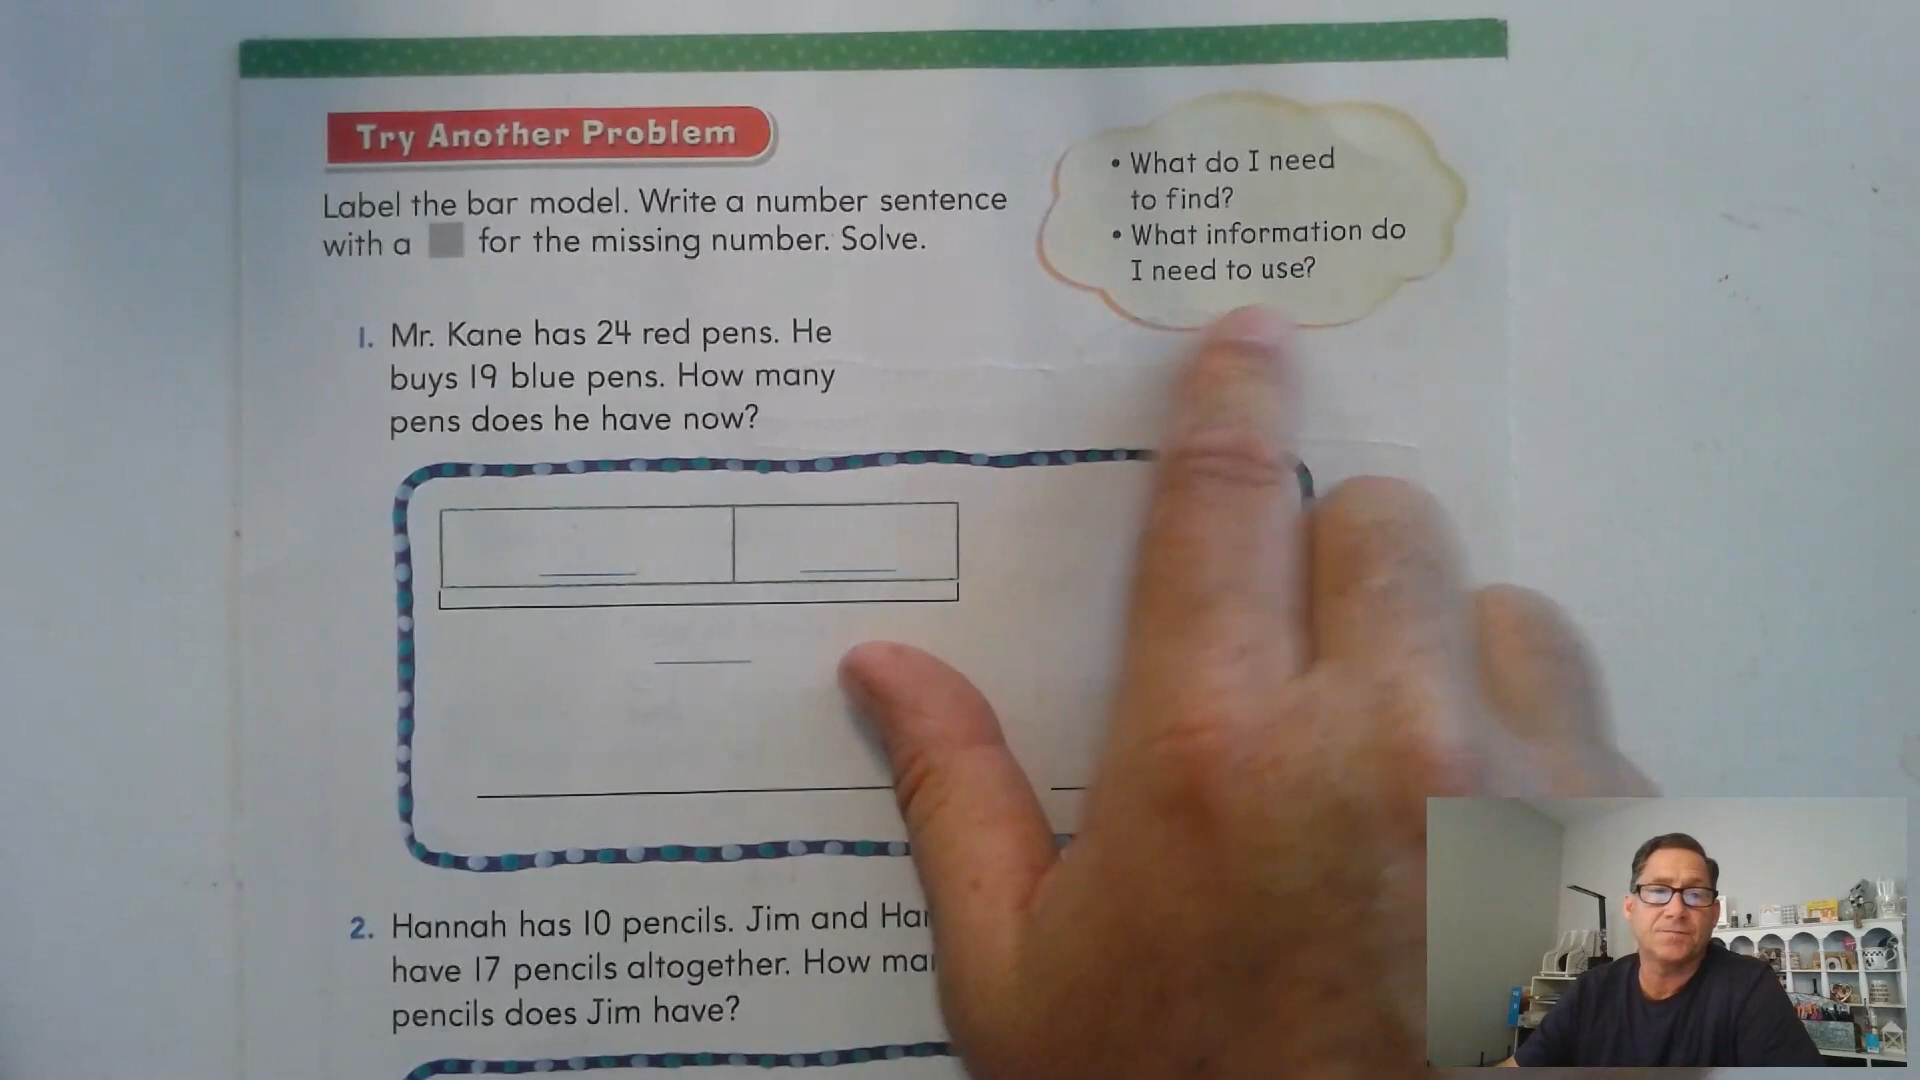 Try Another Problem
Label the bar model. Write a number sentence
with a for the missing number. Solve.
• What do I need
to find?
• What information do
I need to use?
1. Mr. Kane has 24 red pens. He
buys 19 blue pens. How many
pens does he have now?
2. Hannah has 10 pencils. Jim and
have 17 pencils altogether. How
pencils does Jim have?